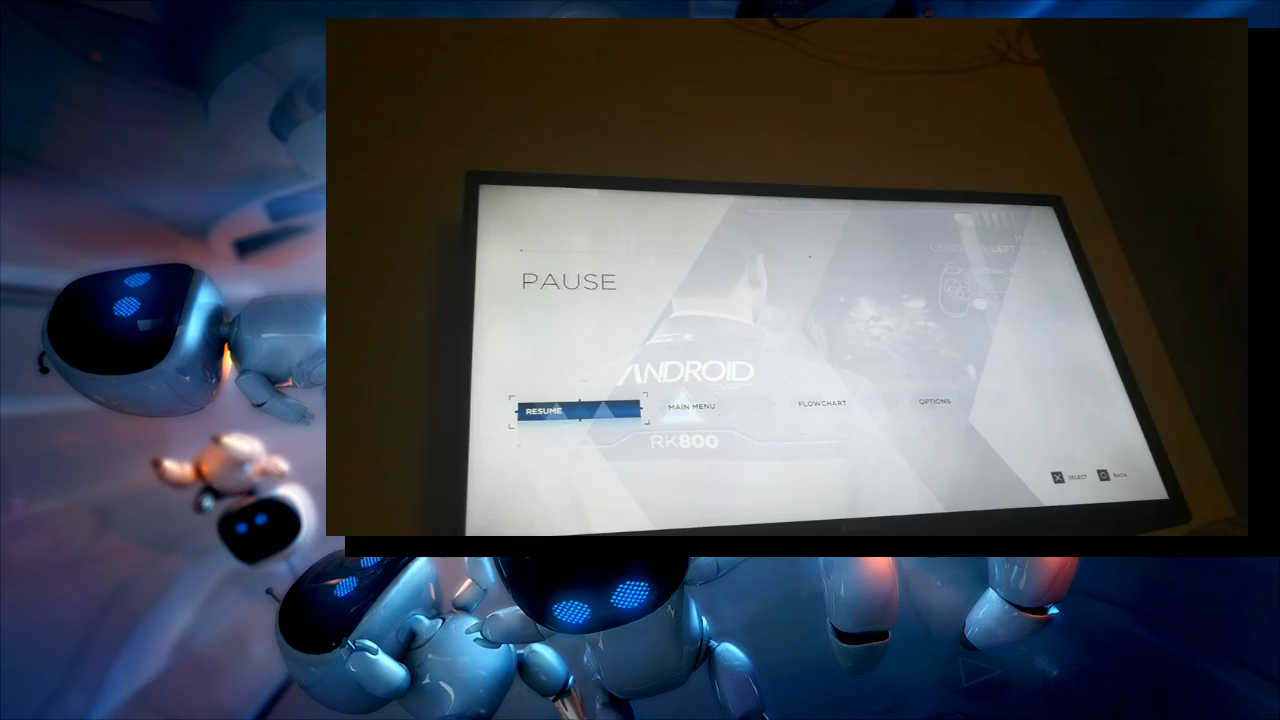 PAUSE
ANDROID
RESUME
MAIN MENU
FLOWCHART
OPTIONS
RK800
SELECT
BACK